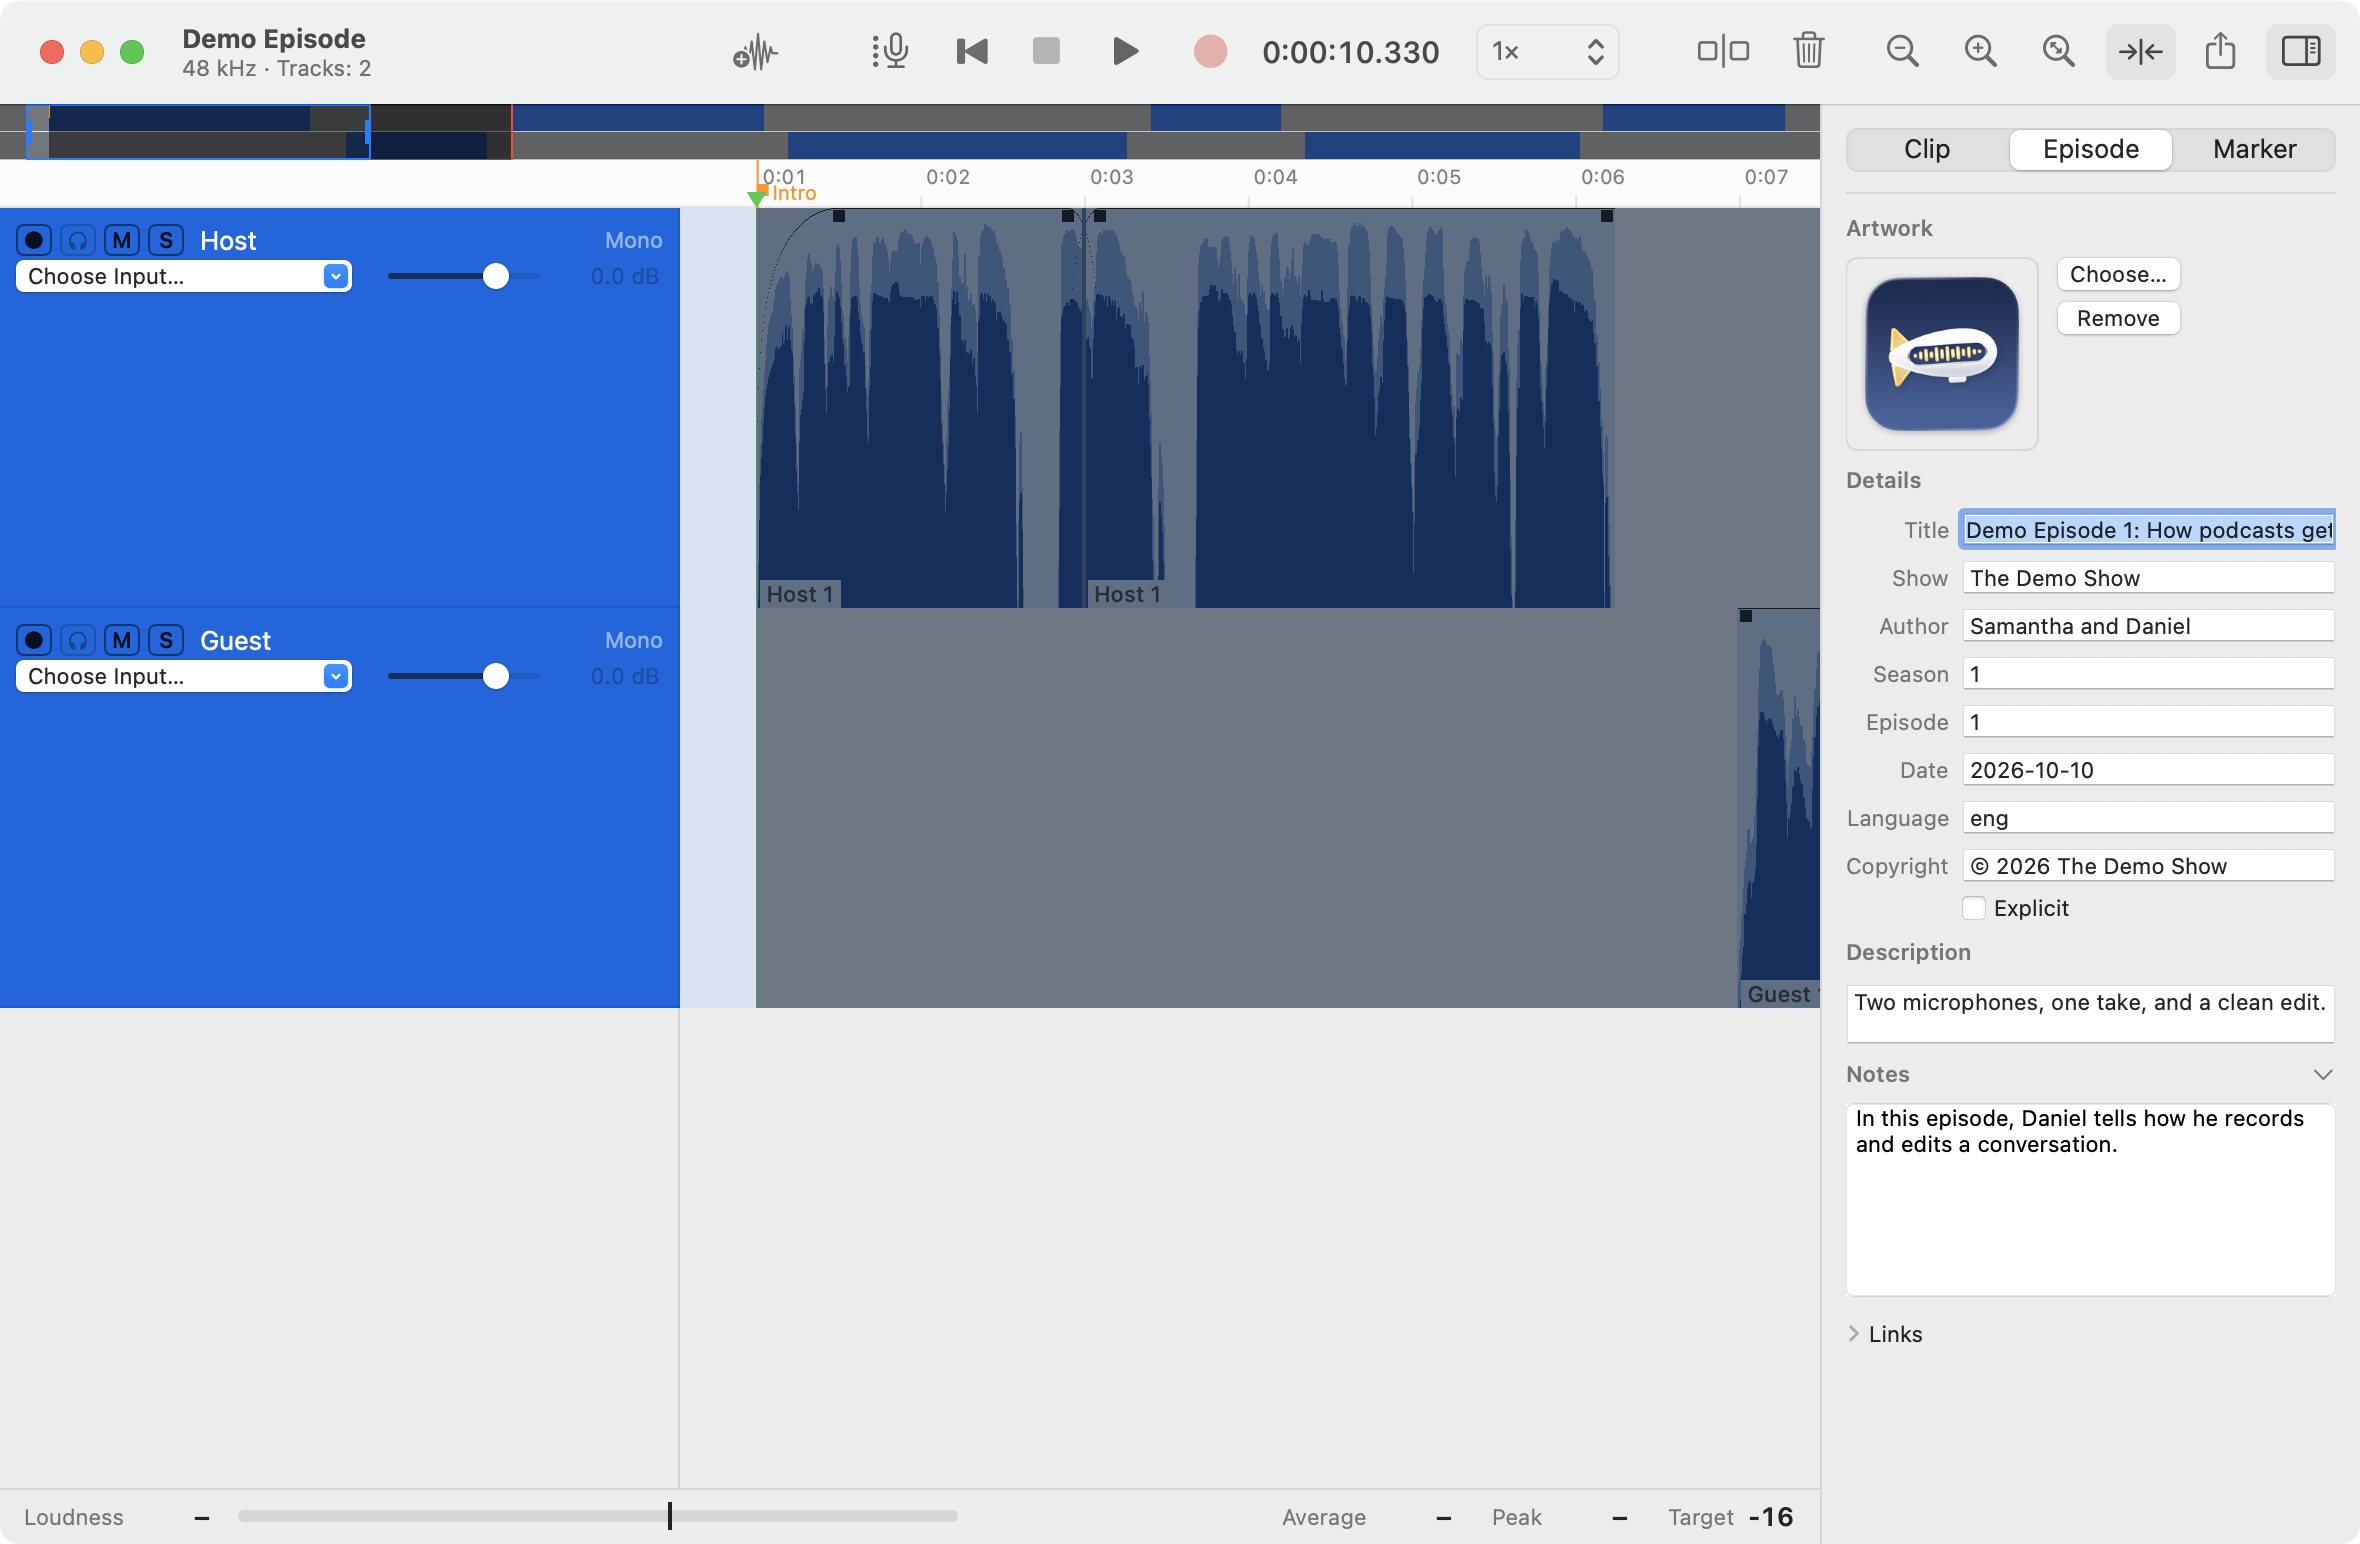 Demo Episode
48 kHz · Tracks: 2
0:00:10.330
1×
Clip
Episode
Marker
0:01
0:02
0:03
0:04
0:05
0:06
0:07
Intro
M
S
Host
Mono
Choose Input...
0.0 dB
Host 1
Host 1
M
S
Guest
Mono
Choose Input...
0.0 dB
Guest
Artwork
Choose...
Remove
Details
Title
Demo Episode 1: How podcasts get
Show
The Demo Show
Author
Samantha and Daniel
Season
1
Episode
1
Date
2026-10-10
Language
eng
Copyright
© 2026 The Demo Show
Explicit
Description
Two microphones, one take, and a clean edit.
Notes
In this episode, Daniel tells how he records
and edits a conversation.
Links
Loudness
–
Average
–
Peak
–
Target
-16